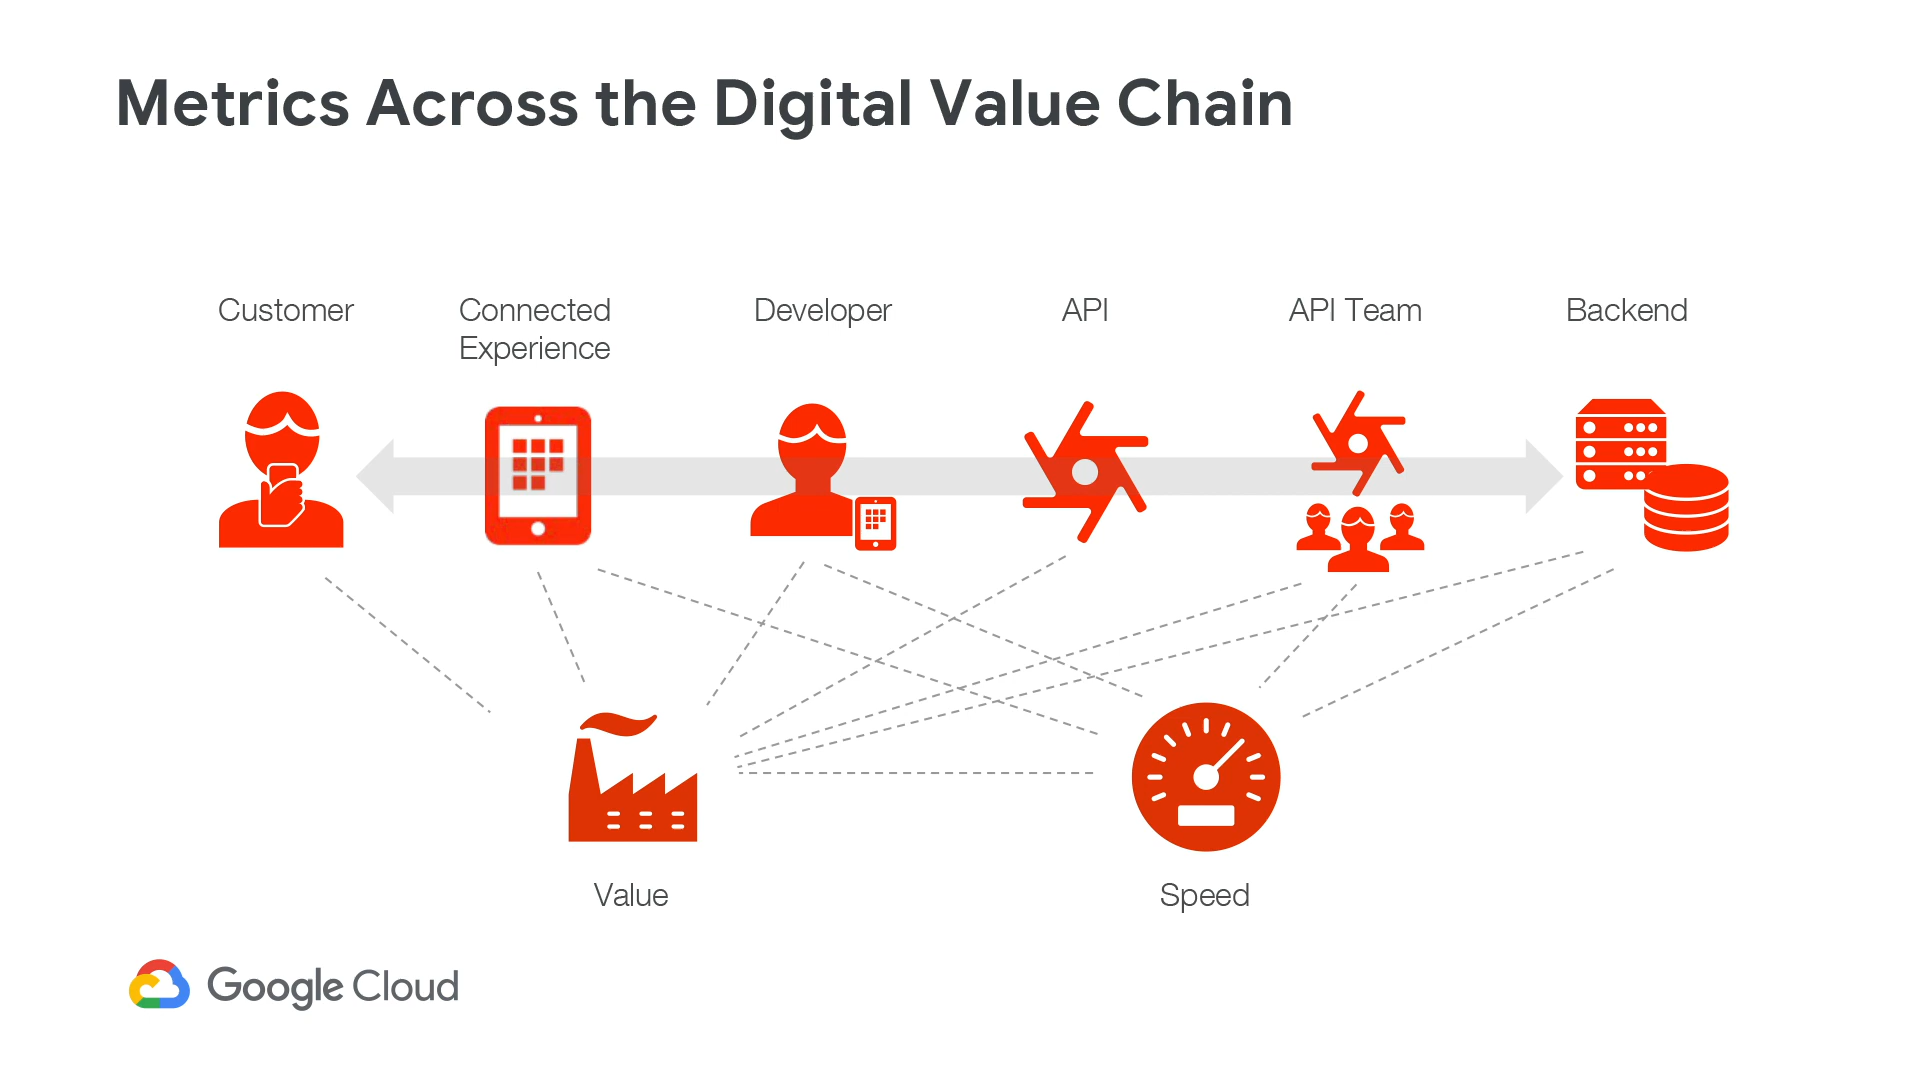 Metrics Across the Digital Value Chain
Customer
Connected
Experience
Developer
API
API Team
Backend
Value
Speed
Google Cloud